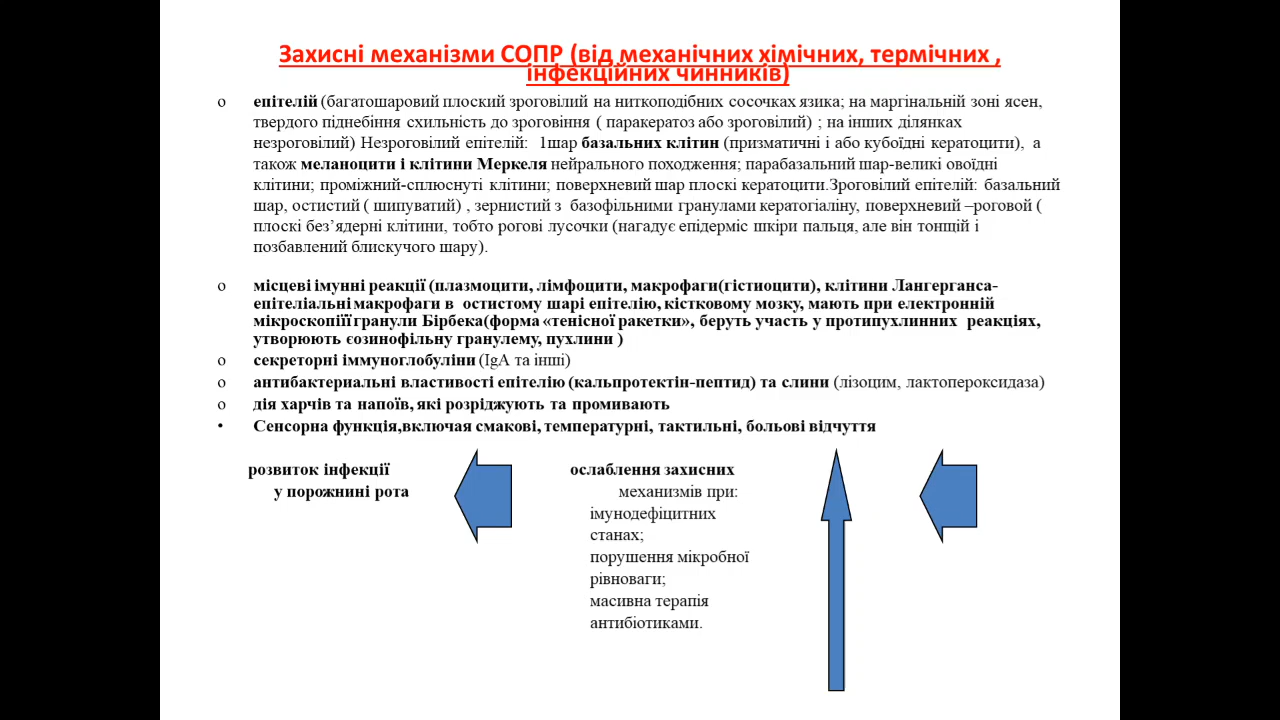 Захисні механізми СОПР (від механічних хімічних, термічних ,
інфекційних чинників)
o епітелій (багатошаровий плоский зроговілий на ниткоподібних сосочках язика; на маргінальній зоні ясен,
твердого піднебіння схильність до зроговіння ( паракератоз або зроговілий) ; на інших ділянках
незроговілий) Незроговілий епітелій: 1шар базальних клітин (призматичні і або кубоїдні кератоцити), а
також меланоцити і клітини Меркеля нейрального походження; парабазальний шар-великі овоїдні
клітини; проміжний-сплюснуті клітини; поверхневий шар плоскі кератоцити.Зроговілий епітелій: базальний
шар, остистий ( шипуватий) , зернистий з базофільними гранулами кератогіаліну, поверхневий –роговой (
плоскі без’ядерні клітини, тобто рогові лусочки (нагадує епідерміс шкіри пальця, але він тонщій і
позбавлений блискучого шару).
o місцеві імунні реакції (плазмоцити, лімфоцити, макрофаги(гістиоцити), клітини Лангерганса-
епітеліальні макрофаги в остистому шарі епітелію, кістковому мозку, мають при електронній
мікроскопіїї гранули Бірбека(форма «тенісної ракетки», беруть участь у протипухлинних реакціях,
утворюють єозинофільну гранулему, пухлини )
o секреторні іммуноглобуліни (IgA та інші)
o антибактериальні властивості епітелію (кальпротектін-пептид) та слини (лізоцим, лактопероксидаза)
o дія харчів та напоїв, які розріджують та промивають
• Сенсорна функція,включая смакові, температурні, тактильні, больові відчуття
розвиток інфекції
у порожнині рота
ослаблення захисних
механізмів при:
імунодефіцитних
станах;
порушення мікробної
рівноваги;
масивна терапія
антибіотиками.